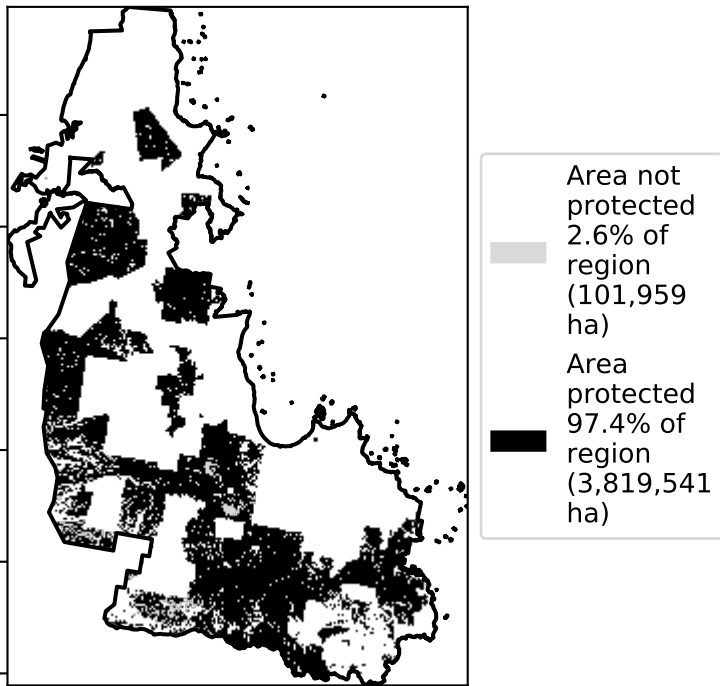 Area not
protected
2.6% of
region
(101,959
ha)
Area
protected
97.4% of
region
(3,819,541
ha)